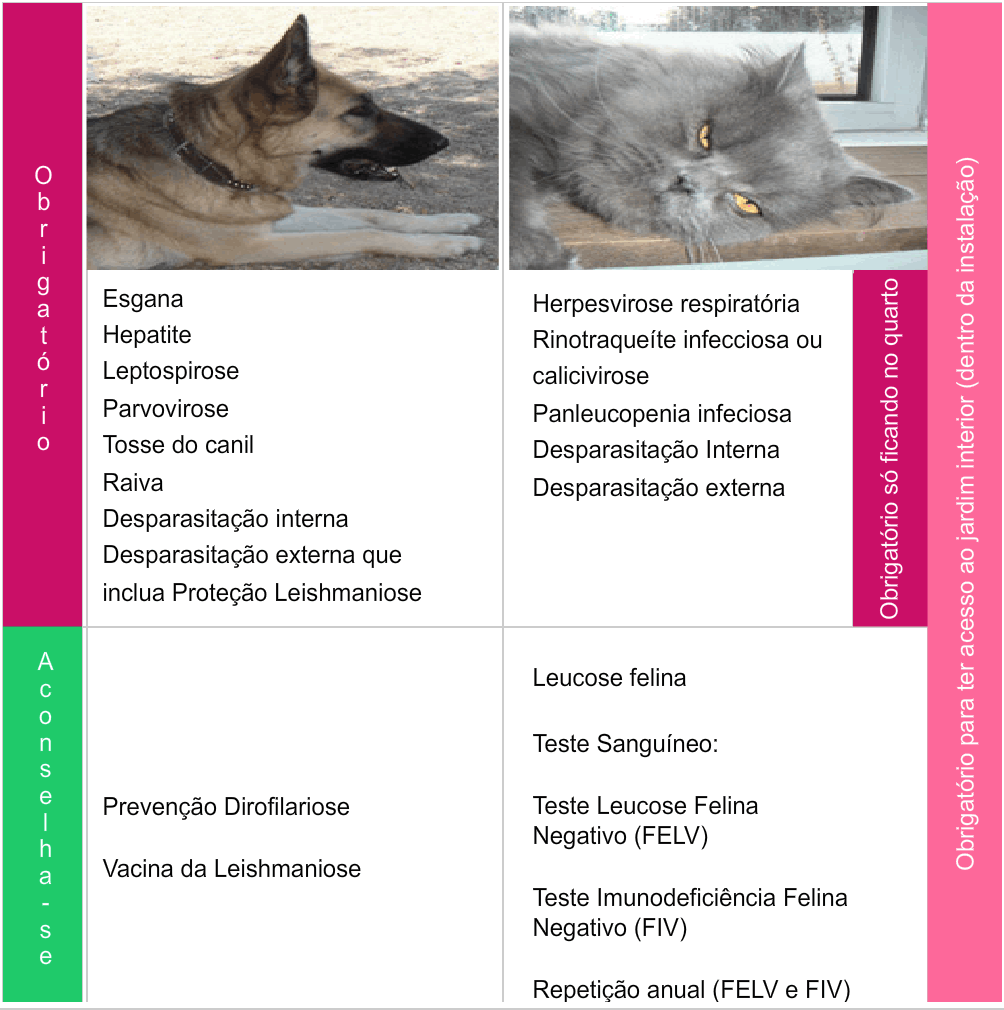 Obrigatório
Esgana
Hepatite
Leptospirose
Parvovirose
Tosse do canil
Raiva
Desparasitação interna
Desparasitação externa que
inclua Proteção Leishmaniose
Herpesvirose respiratória
Rinotraqueíte infecciosa ou
calicivirose
Panleucopenia infeciosa
Desparasitação Interna
Desparasitação externa
Obrigatório só ficando no quarto
Obrigatório para ter acesso ao jardim interior (dentro da instalação)
Aconselha-se
Prevenção Dirofilariose
Vacina da Leishmaniose
Leucose felina
Teste Sanguíneo:
Teste Leucose Felina
Negativo (FELV)
Teste Imunodeficiência Felina
Negativo (FIV)
Repetição anual (FELV e FIV)